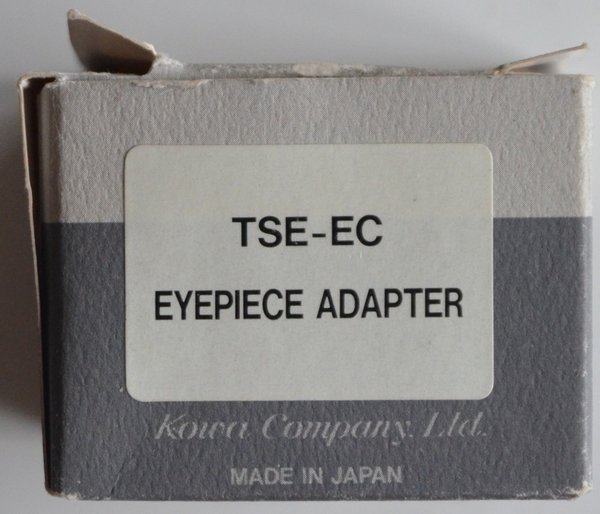 TSE-EC
EYEPIECE ADAPTER
Kowa Company, Ltd.
MADE IN JAPAN